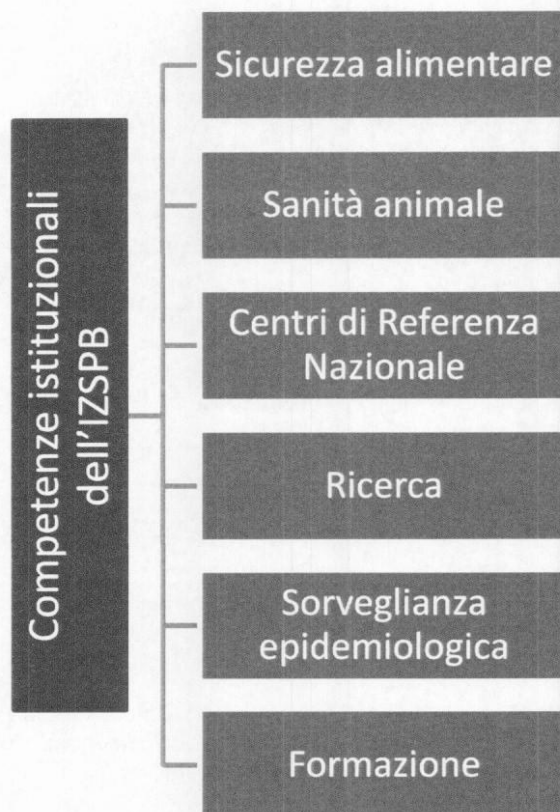 Competenze istituzionali
dell'IZSPB
Sicurezza alimentare
Sanità animale
Centri di Referenza
Nazionale
Ricerca
Sorveglianza
epidemiologica
Formazione